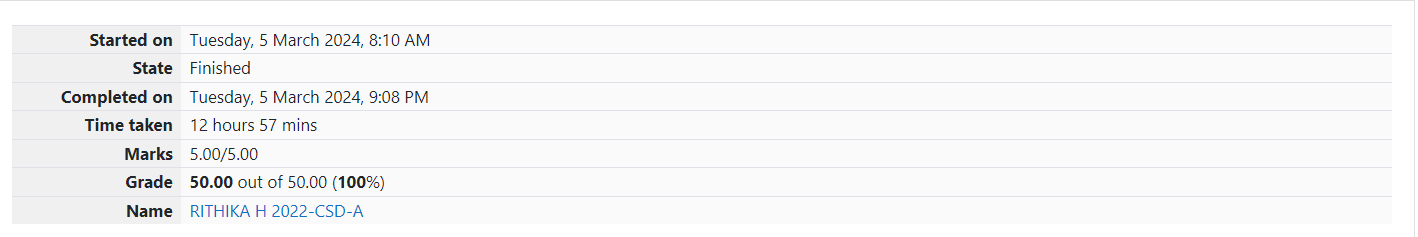 Started on Tuesday, 5 March 2024, 8:10 AM
State Finished
Completed on Tuesday, 5 March 2024, 9:08 PM
Time taken 12 hours 57 mins
Marks 5.00/5.00
Grade 50.00 out of 50.00 (100%)
Name RITHIKA H 2022-CSD-A